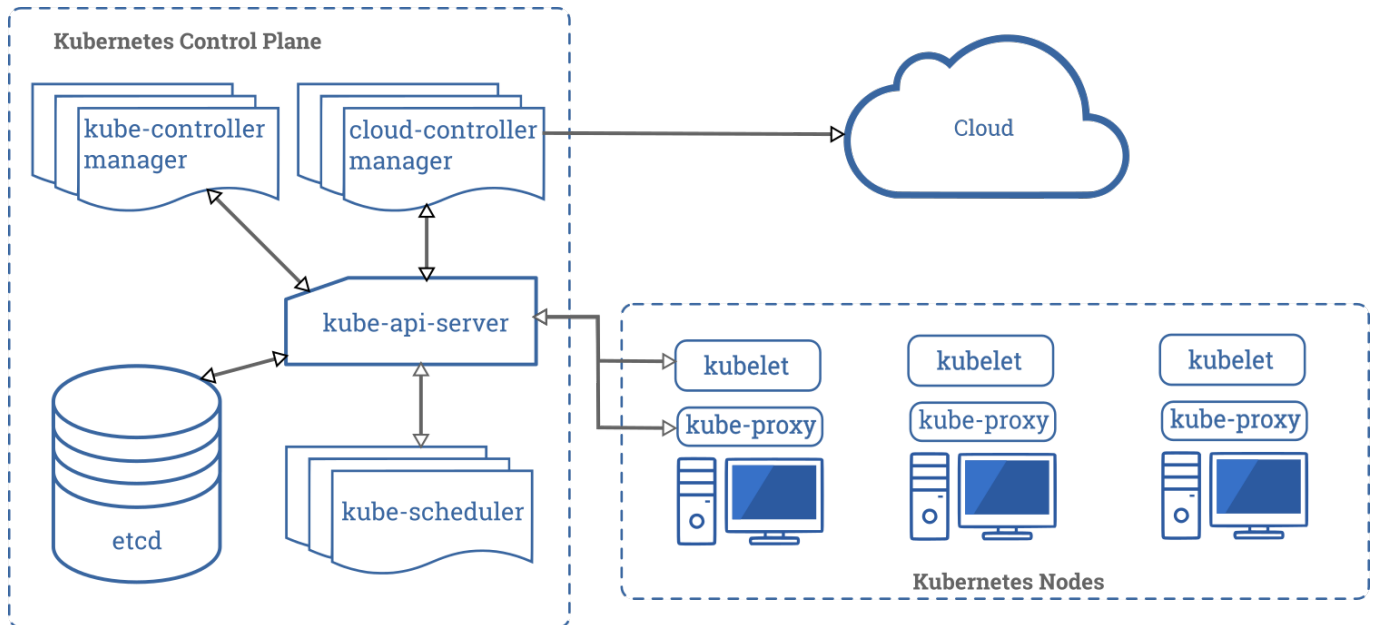 Kubernetes Control Plane
kube-controller
manager
cloud-controller
manager
Cloud
kube-api-server
kubelet
kubelet
kubelet
kube-proxy
kube-proxy
kube-proxy
etcd
kube-scheduler
Kubernetes Nodes